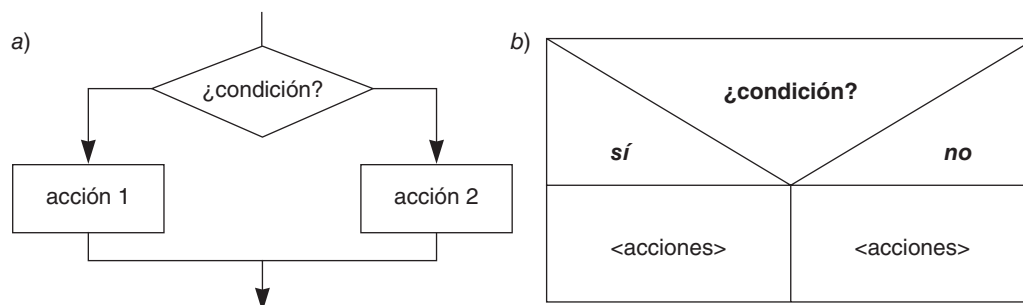 a)
¿condición?
acción 1
acción 2
b)
¿condición?
sí
no
<acciones>
<acciones>